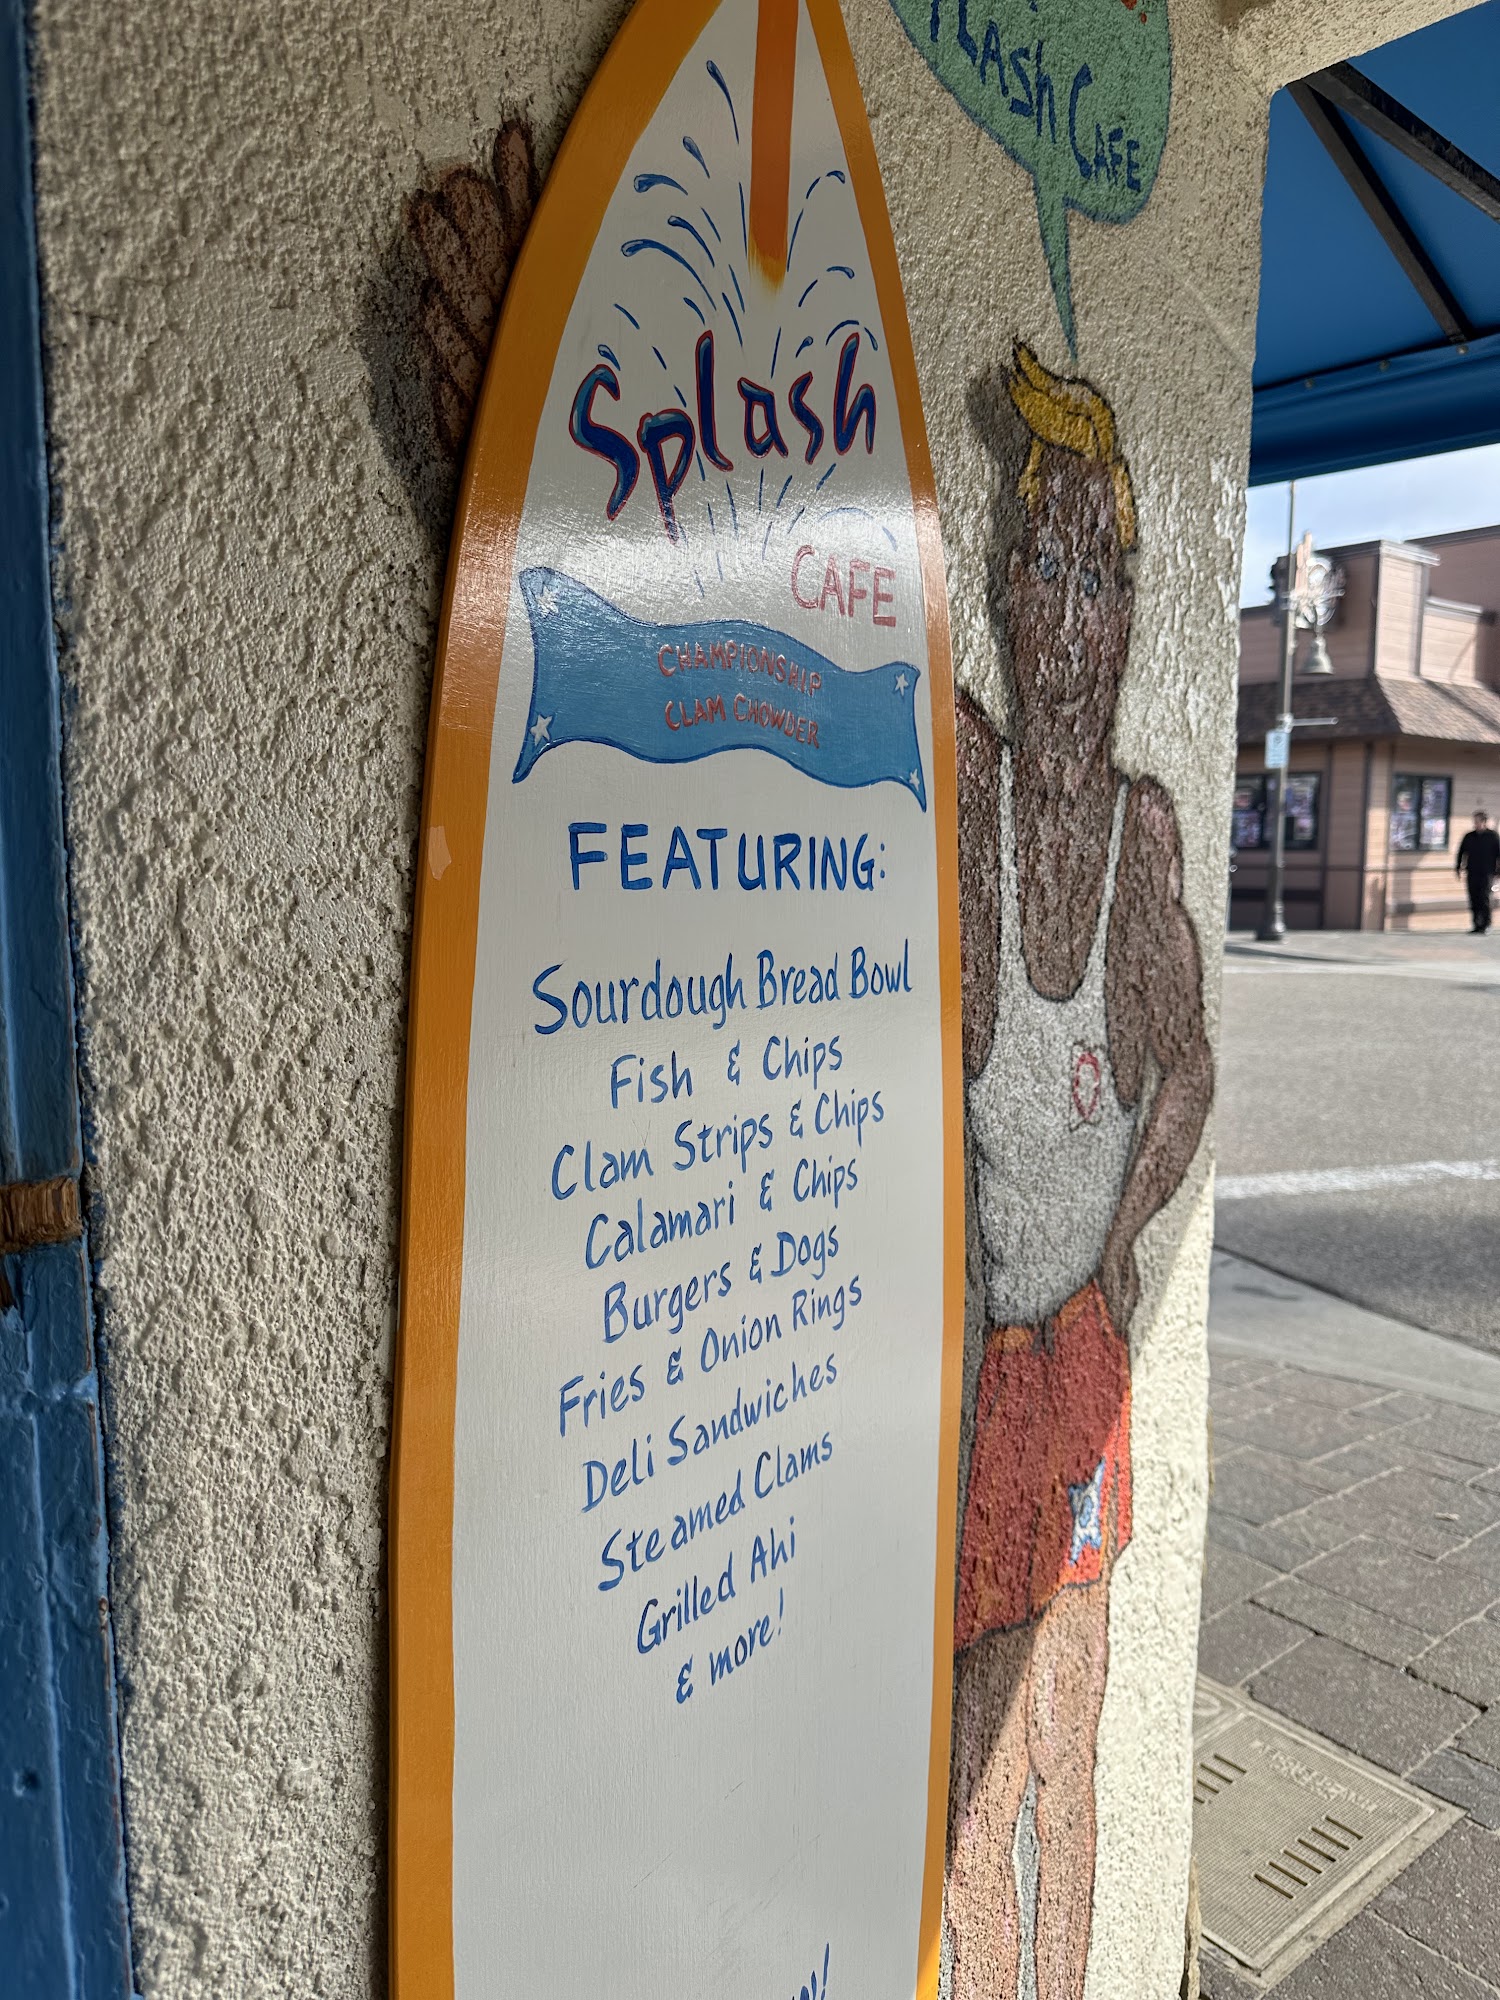 Splash
CAFE
CHAMPIONSHIP
CLAM CHOWDER
FEATURING:
Sourdough Bread Bowl
Fish & Chips
Clam Strips & Chips
Calamari & Chips
Burgers & Dogs
Fries & Onion Rings
Deli Sandwiches
Steamed Clams
Grilled Ahi
& more!
CAFE